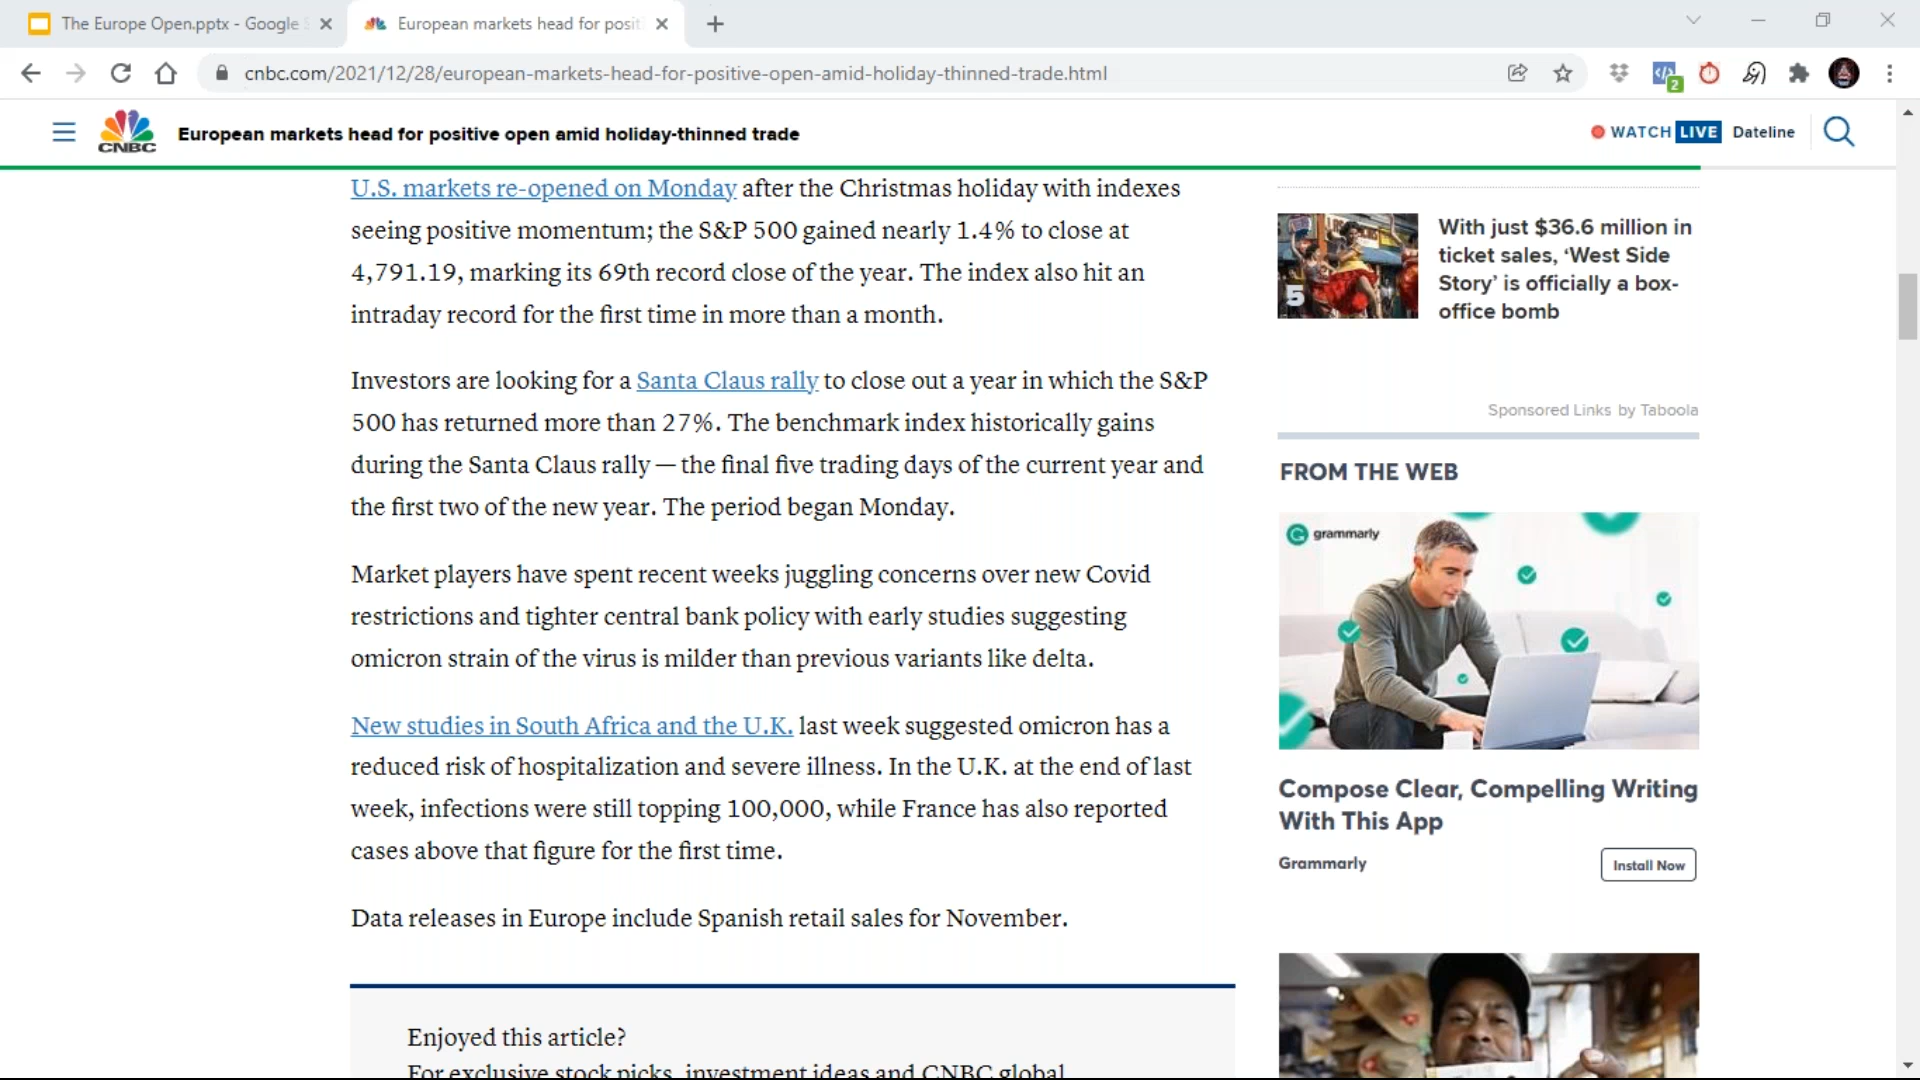 The Europe Open.pptx - Google S
European markets head for posit
cnbc.com/2021/12/28/european-markets-head-for-positive-open-amid-holiday-thinned-trade.html
2
CNBC
European markets head for positive open amid holiday-thinned trade
WATCH LIVE Dateline
U.S. markets re-opened on Monday after the Christmas holiday with indexes
seeing positive momentum; the S&P 500 gained nearly 1.4% to close at
4,791.19, marking its 69th record close of the year. The index also hit an
intraday record for the first time in more than a month.
Investors are looking for a Santa Claus rally to close out a year in which the S&P
500 has returned more than 27%. The benchmark index historically gains
during the Santa Claus rally — the final five trading days of the current year and
the first two of the new year. The period began Monday.
Market players have spent recent weeks juggling concerns over new Covid
restrictions and tighter central bank policy with early studies suggesting
omicron strain of the virus is milder than previous variants like delta.
New studies in South Africa and the U.K. last week suggested omicron has a
reduced risk of hospitalization and severe illness. In the U.K. at the end of last
week, infections were still topping 100,000, while France has also reported
cases above that figure for the first time.
Data releases in Europe include Spanish retail sales for November.
Enjoyed this article?
For exclusive stock picks, investment ideas and CNBC global
5
With just $36.6 million in
ticket sales, ‘West Side
Story’ is officially a box-
office bomb
Sponsored Links by Taboola
FROM THE WEB
grammarly
Compose Clear, Compelling Writing
With This App
Grammarly
Install Now